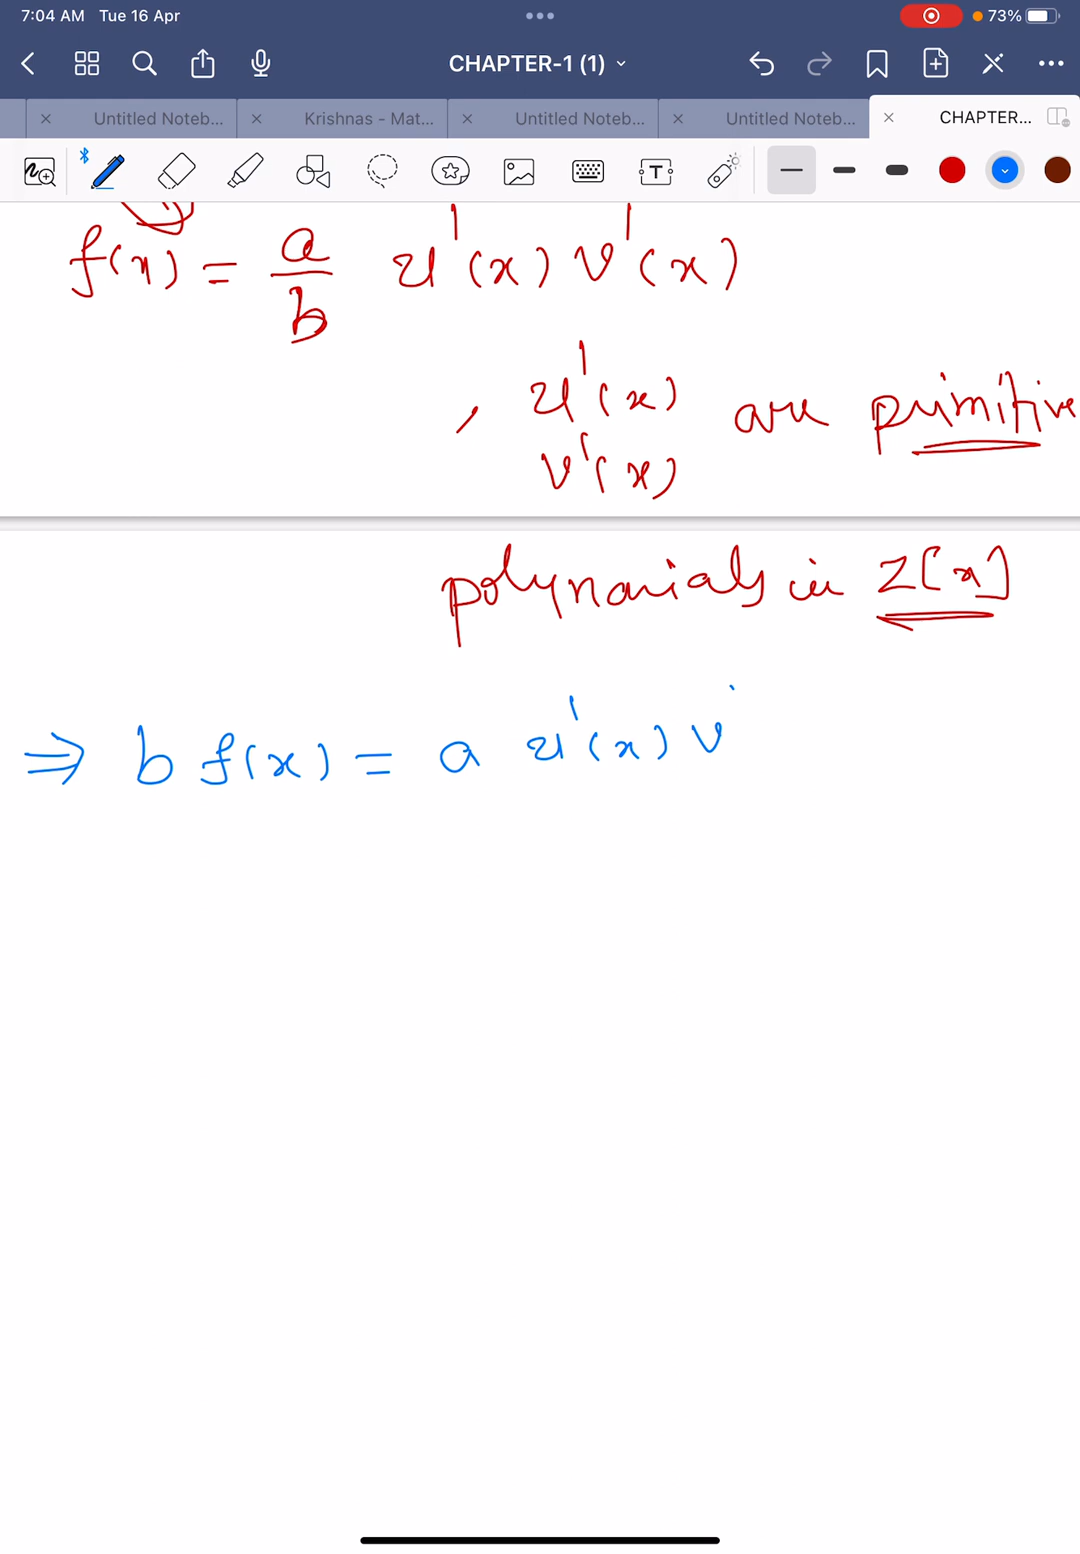 7:04 AM Tue 16 Apr
73%
CHAPTER-1 (1)
Untitled Noteb... Krishnas - Mat... Untitled Noteb... Untitled Noteb... CHAPTER...
T
f(x) = a/b u'(x) v'(x)
, u'(x) are primitive
v'(x)
polynomials in Z[x]
⇒ b f(x) = a u'(x) v'